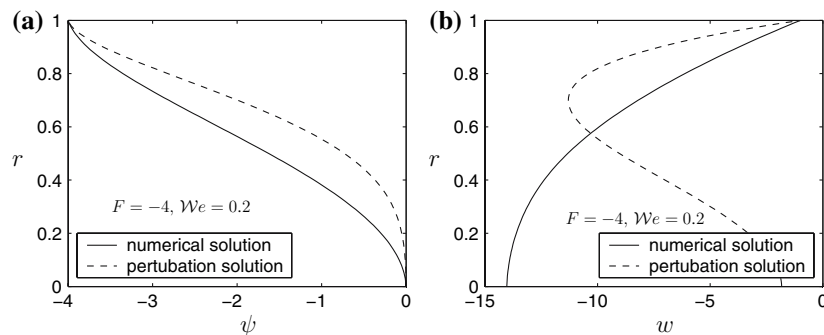 (a)
1
0.8
0.6
r
0.4
0.2
0
F = −4, We = 0.2
numerical solution
pertubation solution
−4
−3
−2
−1
0
ψ
(b)
1
0.8
0.6
r
0.4
0.2
0
F = −4, We = 0.2
numerical solution
pertubation solution
−15
−10
−5
0
w